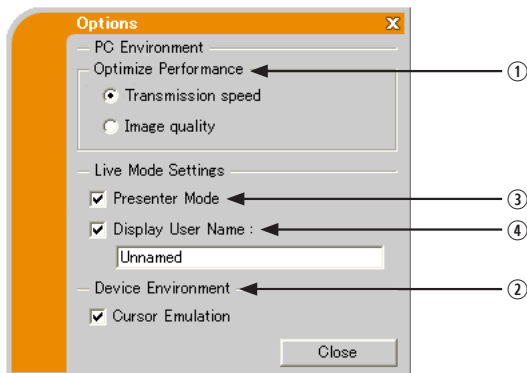 Options X
PC Environment
Optimize Performance ①
Transmission speed
Image quality
Live Mode Settings
Presenter Mode ③
Display User Name : ④
Unnamed
Device Environment ②
Cursor Emulation
Close